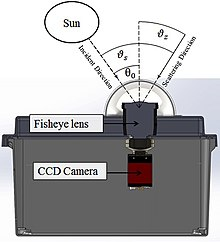 Sun
ϑz
ϑs
θ0
Incident Direction
Scattering Direction
Fisheye lens
CCD Camera